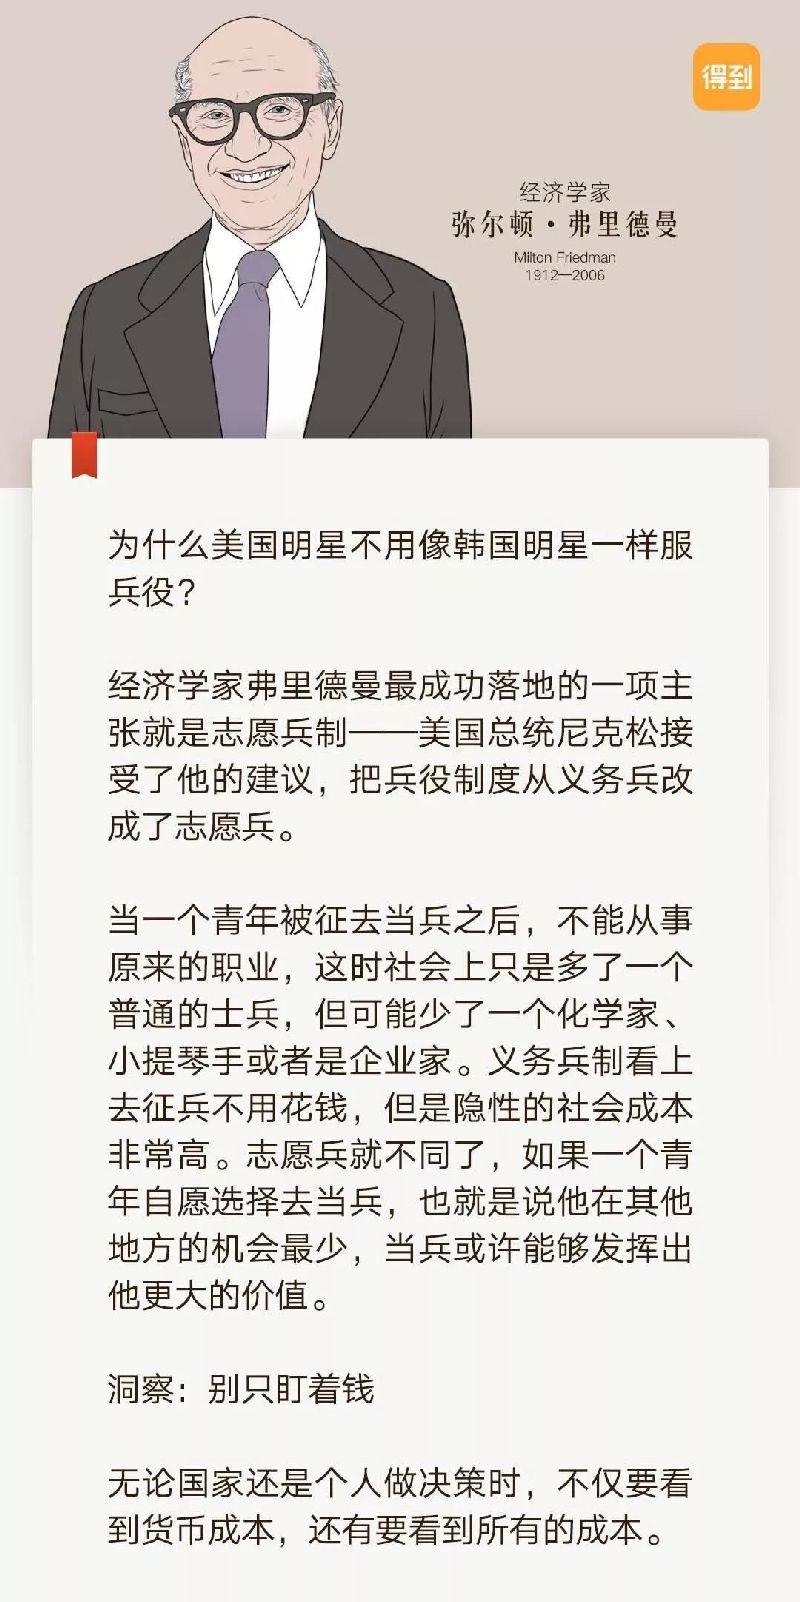 得到
经济学家
弥尔顿·弗里德曼
Milton Friedman
1912—2006
为什么美国明星不用像韩国明星一样服
兵役？
经济学家弗里德曼最成功落地的一项主
张就是志愿兵制——美国总统尼克松接
受了他的建议，把兵役制度从义务兵改
成了志愿兵。
当一个青年被征去当兵之后，不能从事
原来的职业，这时社会上只是多了一个
普通的士兵，但可能少了一个化学家、
小提琴手或者是企业家。义务兵制看上
去征兵不用花钱，但是隐性的社会成本
非常高。志愿兵就不同了，如果一个青
年自愿选择去当兵，也就是说他在其他
地方的机会最少，当兵或许能够发挥出
他更大的价值。
洞察：别只盯着钱
无论国家还是个人做决策时，不仅要看
到货币成本，还有要看到所有的成本。